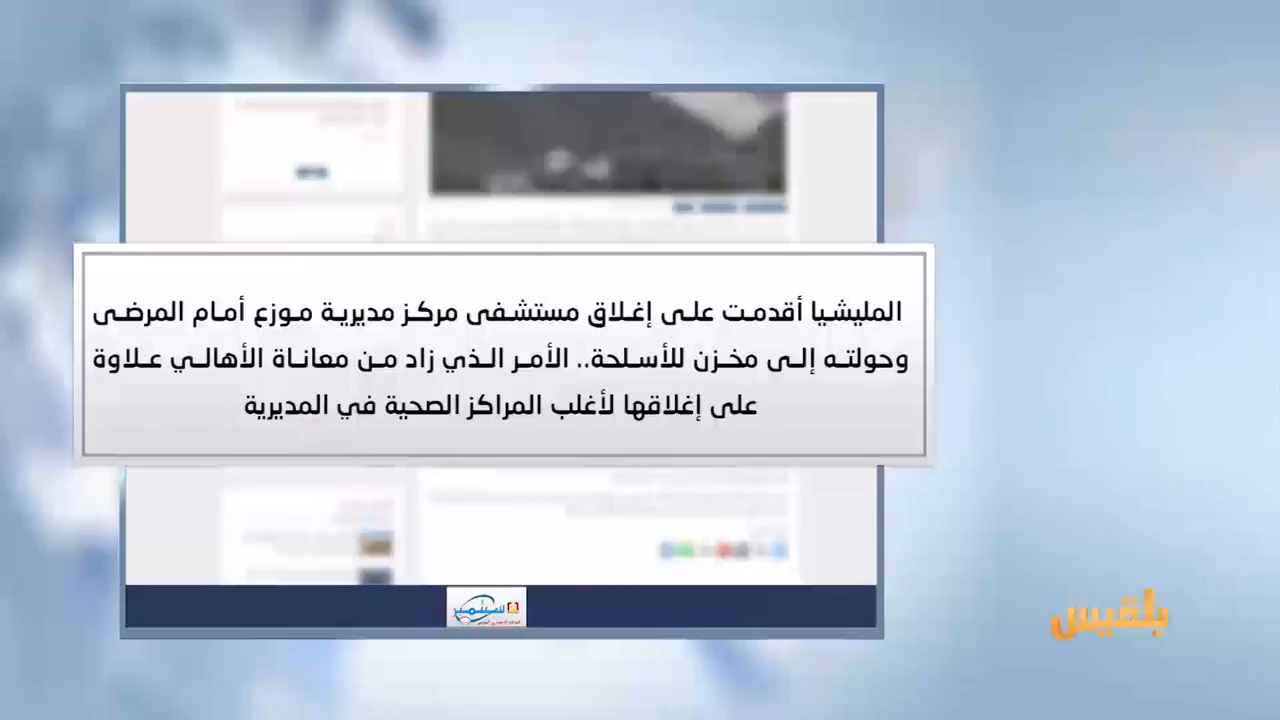 المليشيا أقدمت على إغلاق مستشفى مركز مديرية موزع أمام المرضى
وحولته إلى مخزن للأسلحة.. الأمر الذي زاد من معاناة الأهالي علاوة
على إغلاقها لأغلب المراكز الصحية في المديرية
سبتمبر
بلقيس